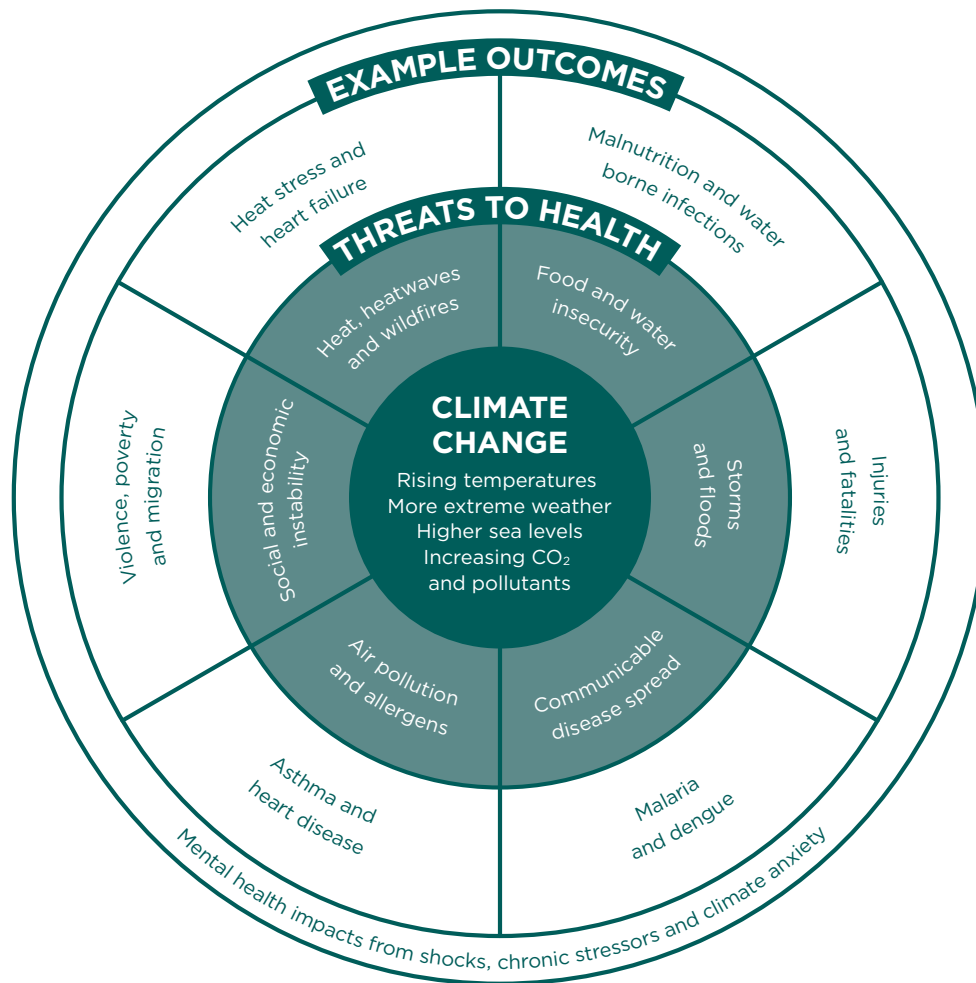 EXAMPLE OUTCOMES
Heat stress and
heart failure
Malnutrition and water
borne infections
THREATS TO HEALTH
Heat, heatwaves
and wildfires
Food and water
insecurity
CLIMATE
CHANGE
Rising temperatures
More extreme weather
Higher sea levels
Increasing CO₂
and pollutants
Violence, poverty
and migration
Social and economic
instability
Storms
and floods
Injuries
and fatalities
Air pollution
and allergens
Communicable
disease spread
Asthma and
heart disease
Malaria
and dengue
Mental health impacts from shocks, chronic stressors and climate anxiety